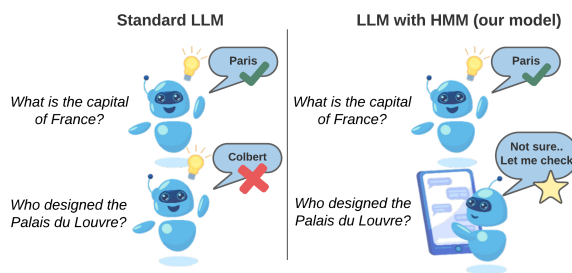 Standard LLM
LLM with HMM (our model)
Paris
What is the capital
of France?
Paris
What is the capital
of France?
Colbert
Who designed the
Palais du Louvre?
Not sure..
Let me check
Who designed the
Palais du Louvre?